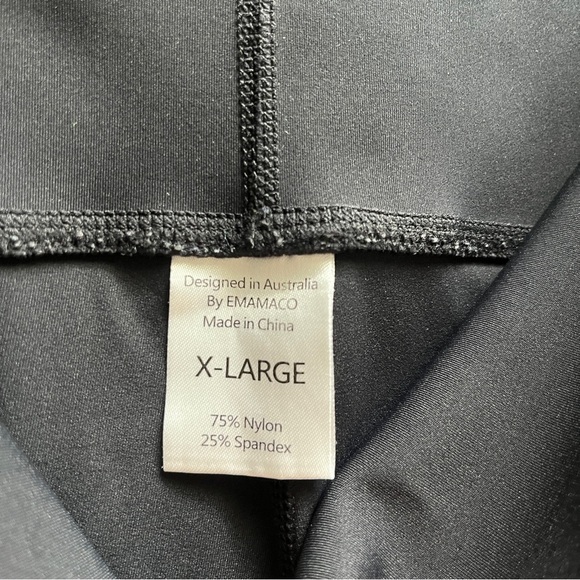 Designed in Australia
By EMAMACO
Made in China
X-LARGE
75% Nylon
25% Spandex